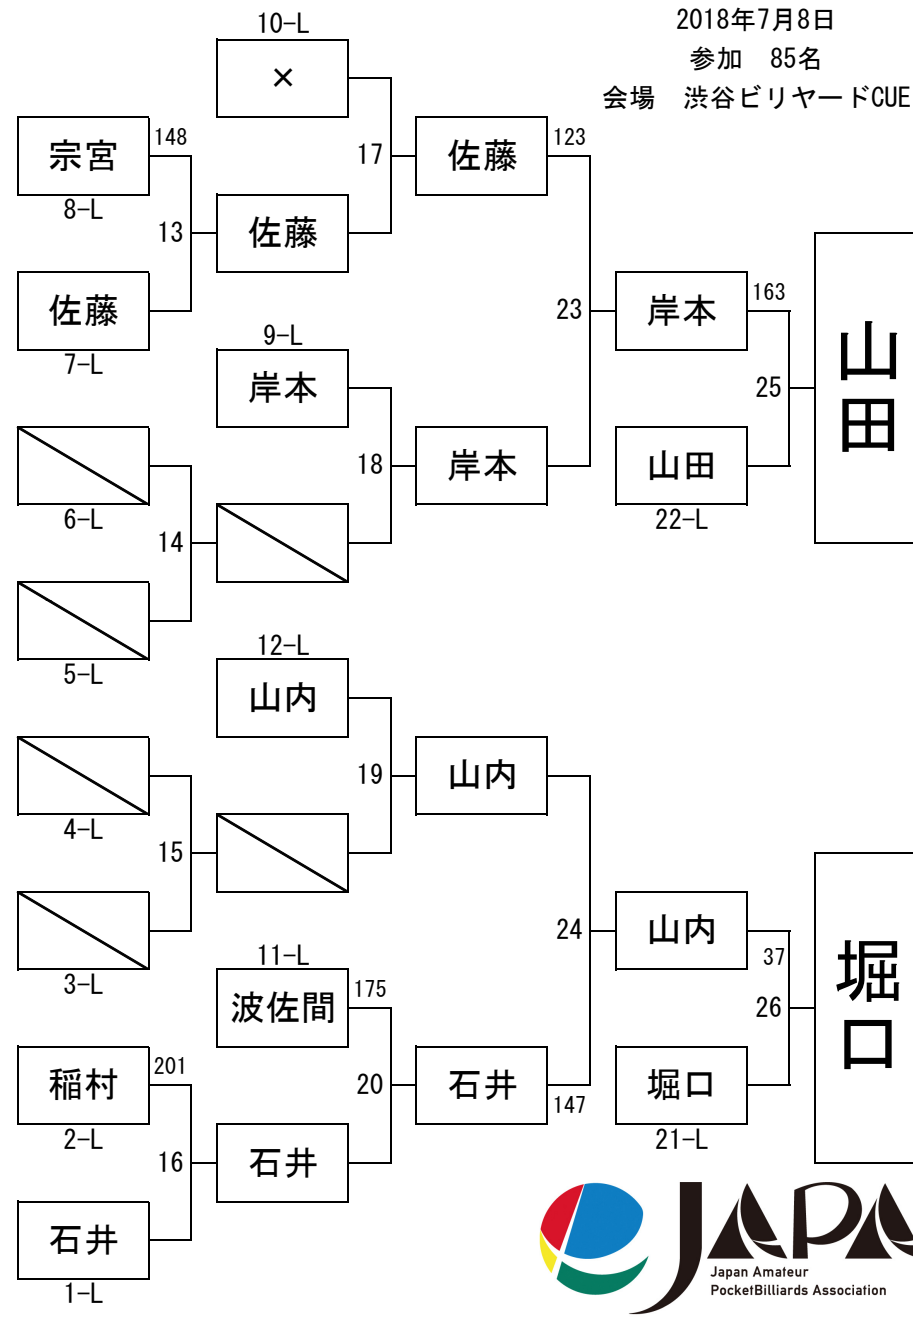 2018年7月8日
参加　85名
会場　渋谷ビリヤードCUE
10-L
×
宗宮
148
8-L
17
佐藤
123
13
佐藤
佐藤
7-L
23
岸本
163
9-L
岸本
25
山田
6-L
18
岸本
山田
22-L
14
5-L
12-L
山内
4-L
19
山内
15
3-L
24
山内
37
11-L
波佐間
175
26
堀口
稲村
201
2-L
20
石井
147
堀口
21-L
16
石井
石井
1-L
JAPA
Japan Amateur
PocketBilliards Association